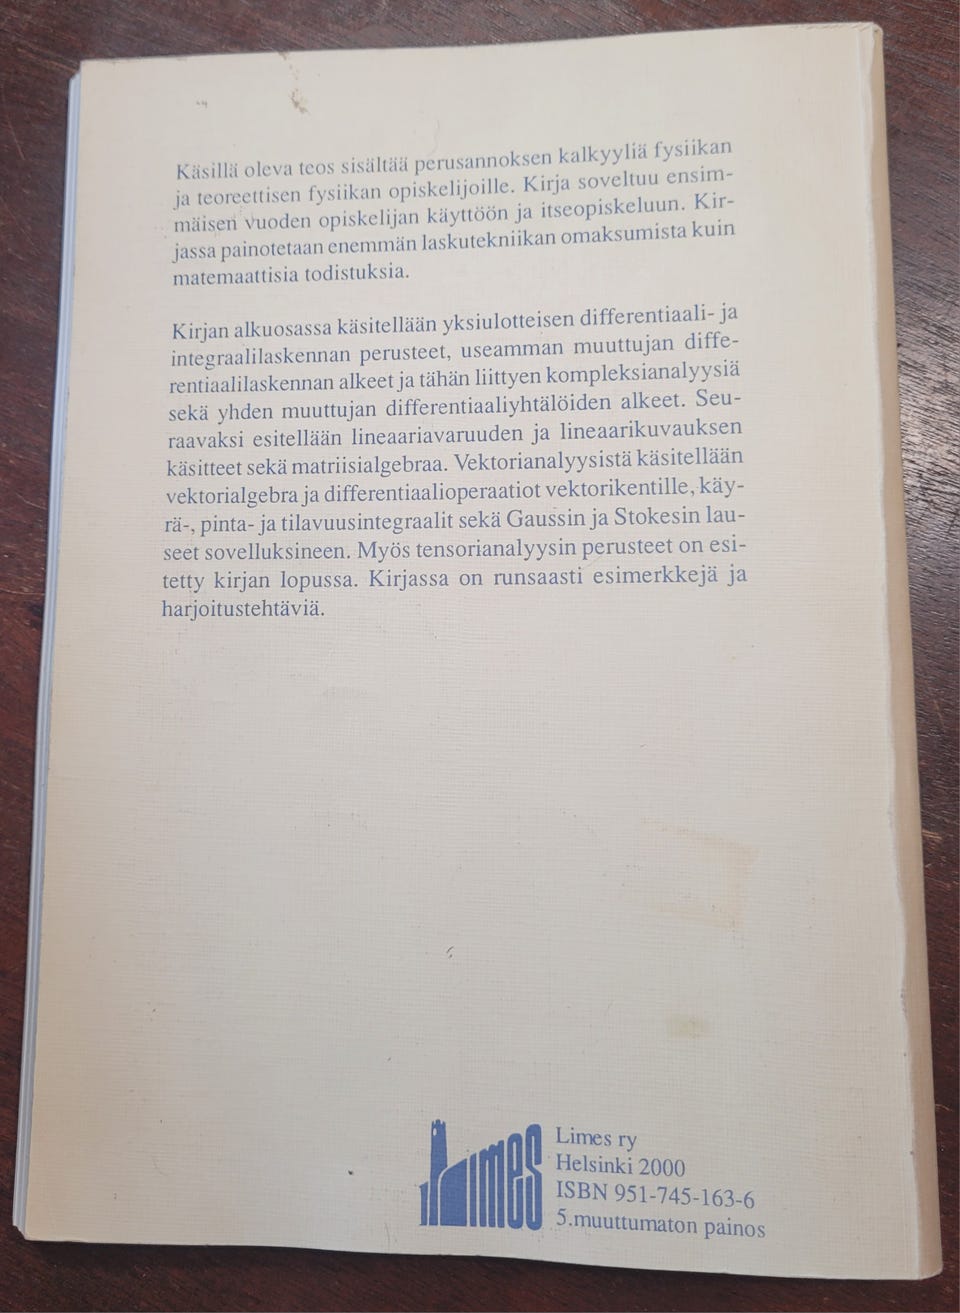 Käsillä oleva teos sisältää perusannoksen kalkyyliä fysiikan
ja teoreettisen fysiikan opiskelijoille. Kirja soveltuu ensim-
mäisen vuoden opiskelijan käyttöön ja itseopiskeluun. Kir-
jassa painotetaan enemmän laskutekniikan omaksumista kuin
matemaattisia todistuksia.
Kirjan alkuosassa käsitellään yksiulotteisen differentiaali- ja
integraalilaskennan perusteet, useamman muuttujan diffe-
rentiaalilaskennan alkeet ja tähän liittyen kompleksianalyysiä
sekä yhden muuttujan differentiaaliyhtälöiden alkeet. Seu-
raavaksi esitellään lineaariavaruuden ja lineaarikuvauksen
käsitteet sekä matriisialgebraa. Vektorianalyysistä käsitellään
vektorialgebra ja differentiaalioperaatiot vektorikentille, käy-
rä-, pinta- ja tilavuusintegraalit sekä Gaussin ja Stokesin lau-
seet sovelluksineen. Myös tensorianalyysin perusteet on esi-
tetty kirjan lopussa. Kirjassa on runsaasti esimerkkejä ja
harjoitustehtäviä.
Limes
Limes ry
Helsinki 2000
ISBN 951-745-163-6
5.muuttumaton painos